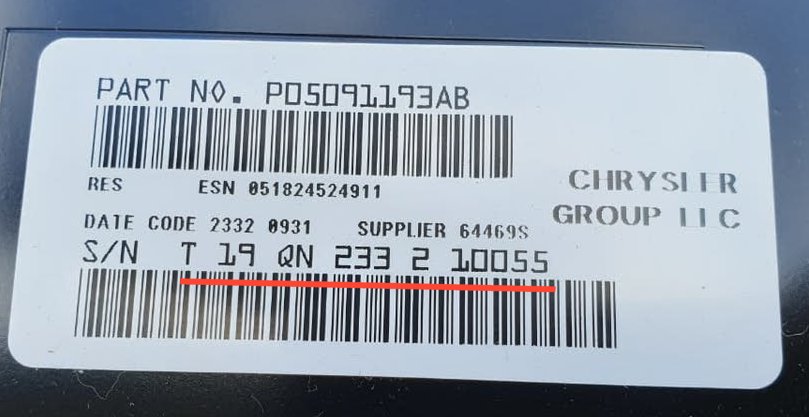 PART NO. P05091193AB
RES ESN 051824524911
CHRYSLER
GROUP LLC
DATE CODE 2332 0931 SUPPLIER 64469S
S/N T 19 QN 233 2 10055